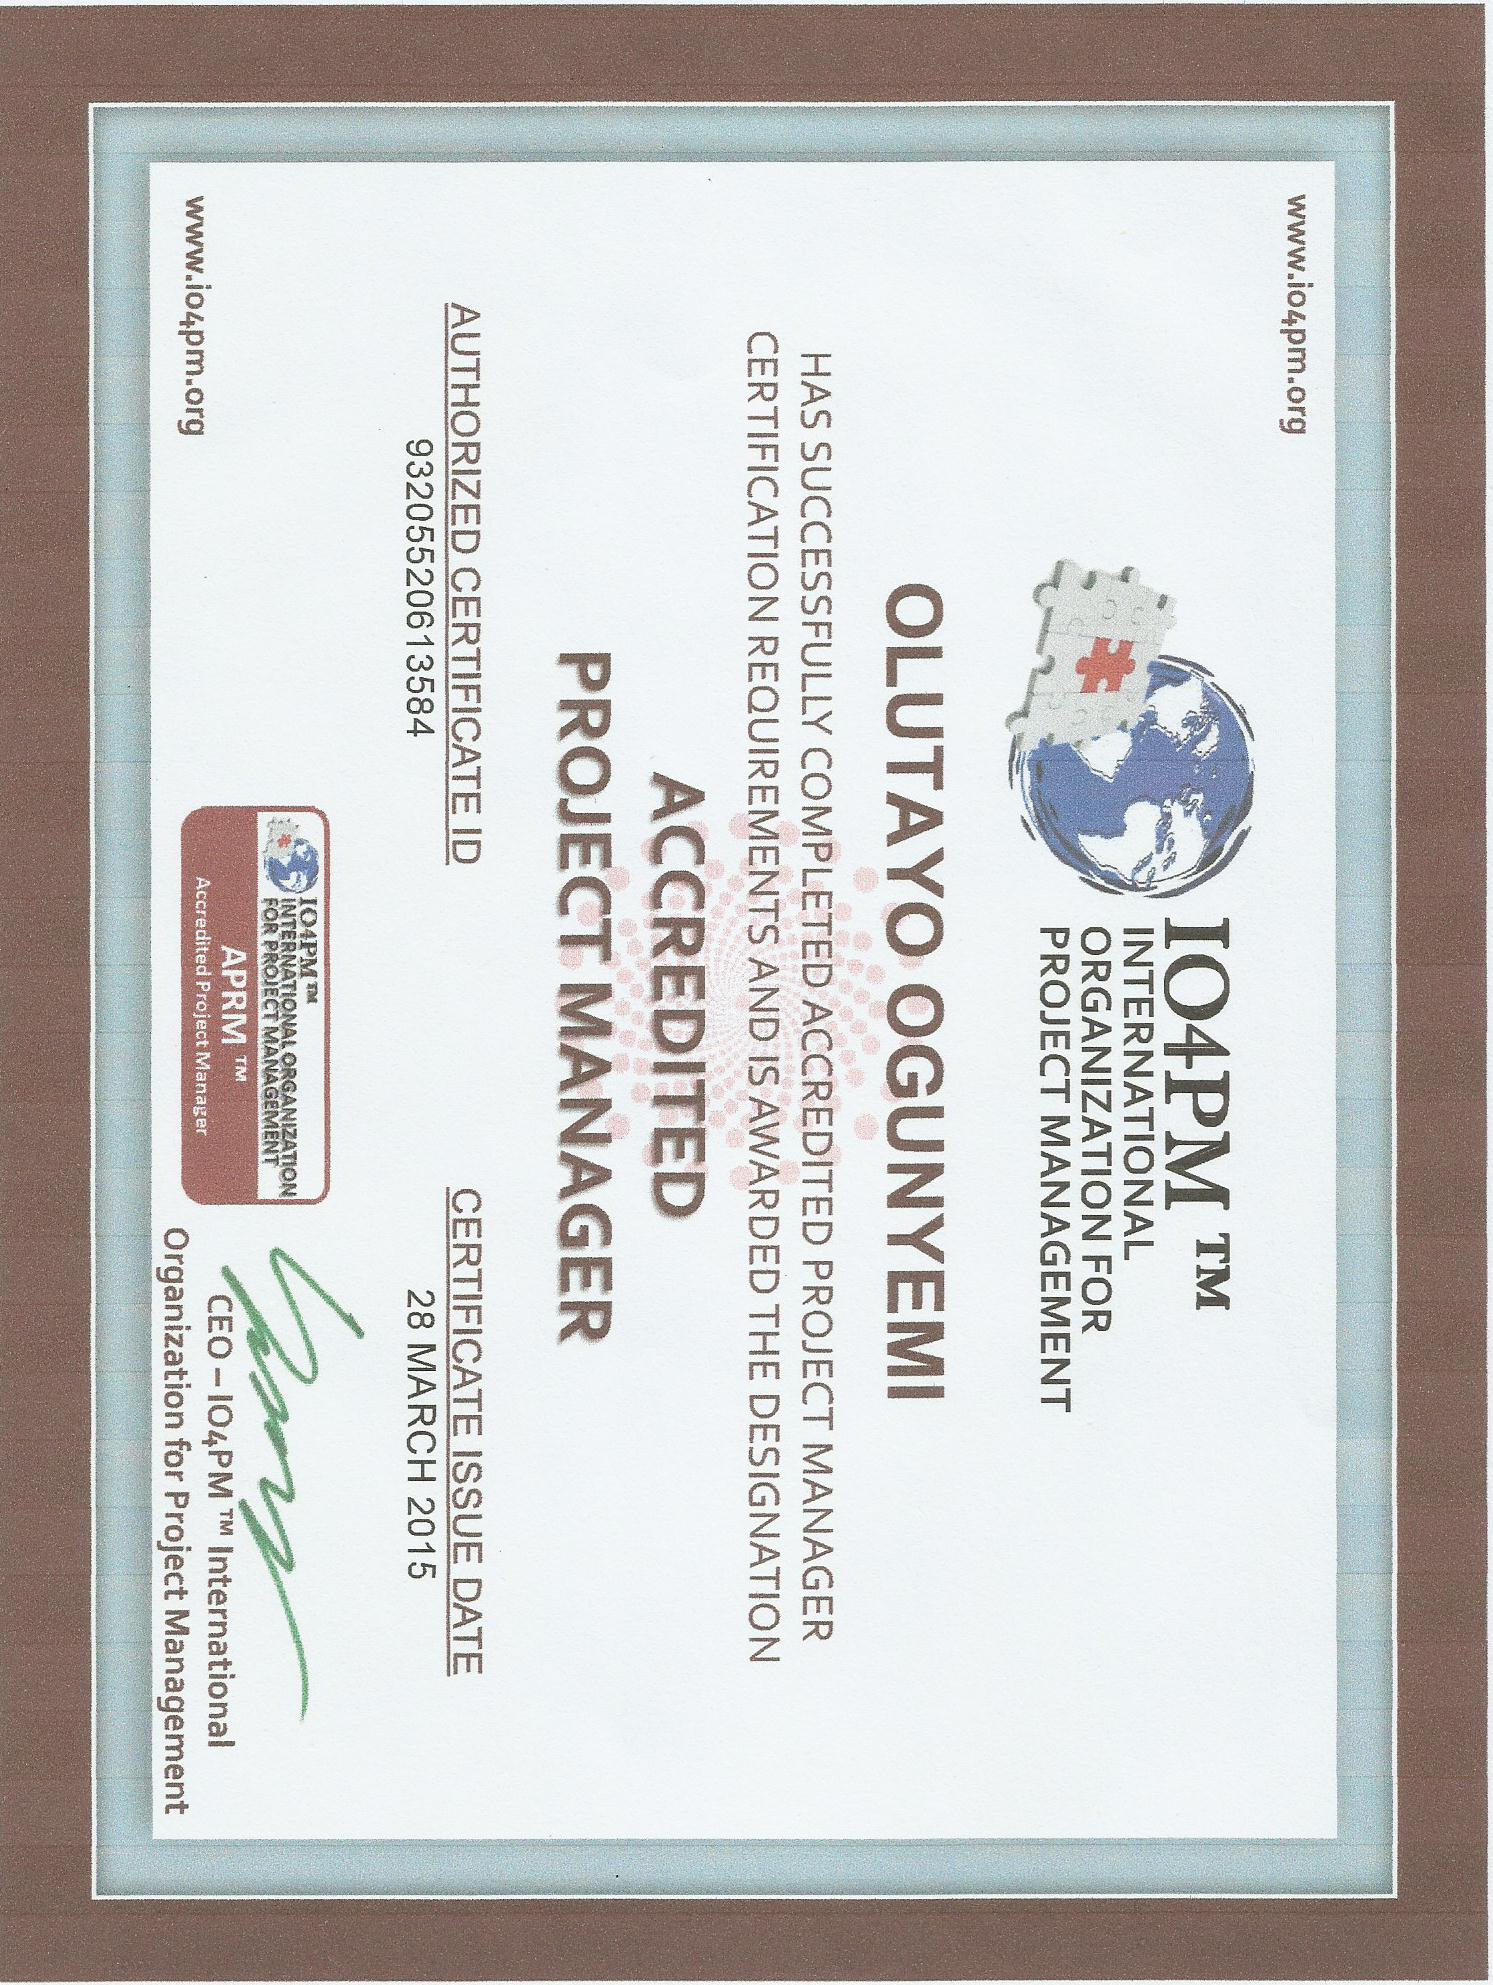 www.io4pm.org
IO4PM ™
INTERNATIONAL
ORGANIZATION FOR
PROJECT MANAGEMENT
OLUTAYO OGUNYEMI
HAS SUCCESSFULLY COMPLETED ACCREDITED PROJECT MANAGER
CERTIFICATION REQUIREMENTS AND IS AWARDED THE DESIGNATION
ACCREDITED
PROJECT MANAGER
AUTHORIZED CERTIFICATE ID
93205520613584
CERTIFICATE ISSUE DATE
28 MARCH 2015
www.io4pm.org
IO4PM ™
INTERNATIONAL ORGANIZATION
FOR PROJECT MANAGEMENT
APRM ™
Accredited Project Manager
CEO – IO4PM ™ International
Organization for Project Management